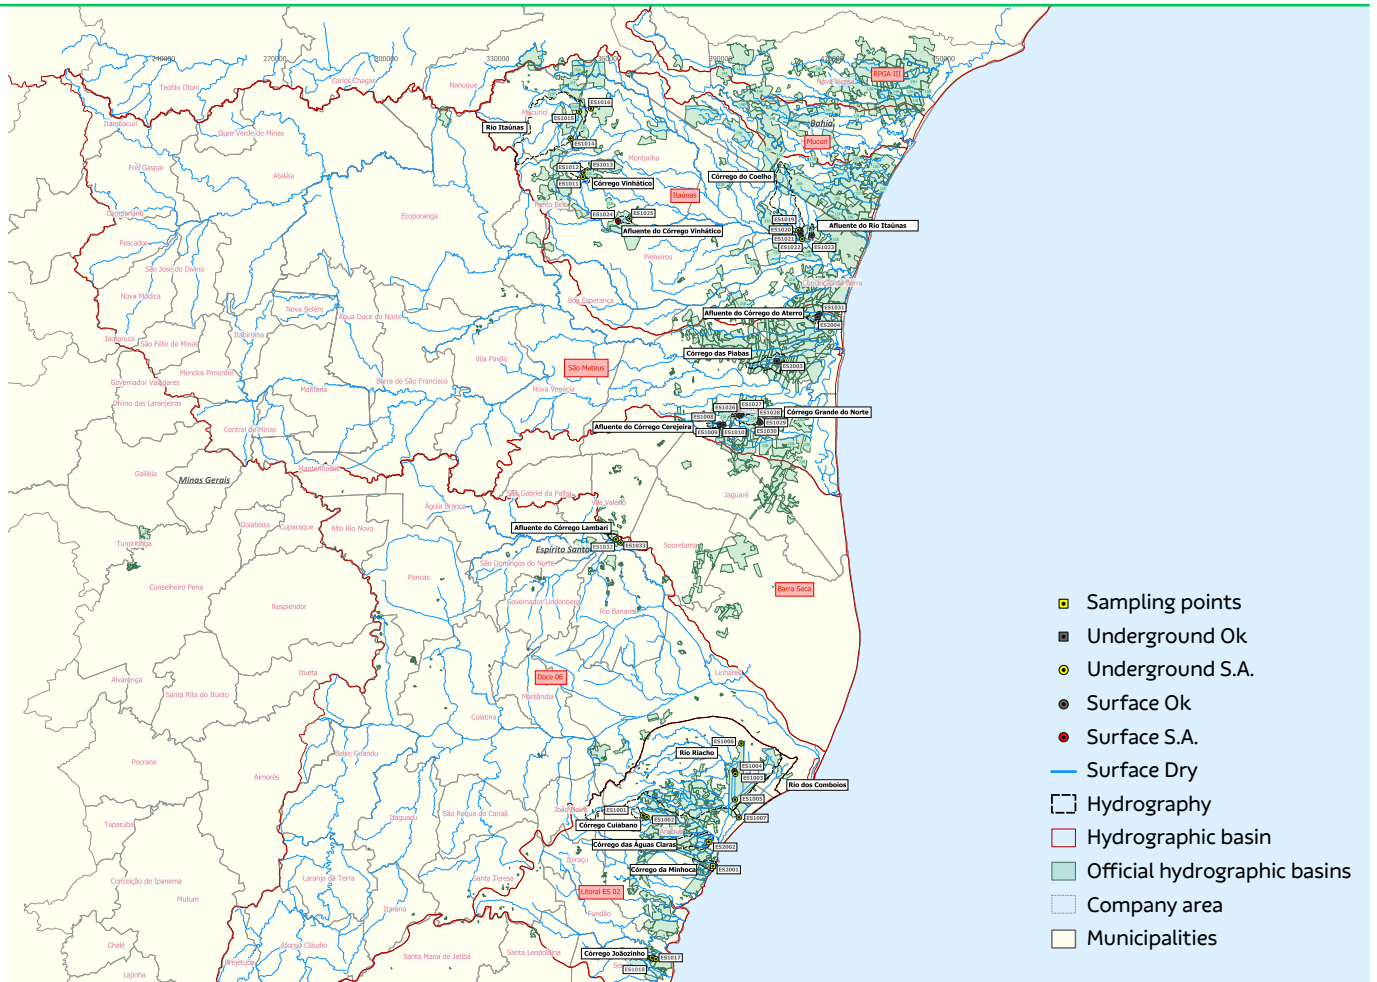 240000
270000
300000
330000
360000
390000
Teófilo Otoni
Carlos Chagas
Nanuque
Mucurici
Nova Viçosa
RPGA III
Bahia
Mucuri
Itambacuri
Ouro Verde de Minas
Frei Gaspar
Ataléia
Campanário
Pescador
Ecoporanga
São José do Divino
Nova Módica
Nova Belém
Água Doce do Norte
Jampruca
São Félix de Minas
Itabirinha
Mendes Pimentel
Governador Valadares
Divino das Laranjeiras
Mantena
Barra de São Francisco
Central de Minas
Mantenópolis
Galiléia
Minas Gerais
ES1016
ES1015
Rio Itaúnas
ES1014
ES1012
ES1013
ES1011
Córrego Vinhático
Montanha
Itaúnas
Ponto Belo
ES1024
ES1025
Afluente do Córrego Vinhático
Pinheiros
Boa Esperança
Córrego do Coelho
ES1019
ES1020
ES1021
ES1022
ES1023
Afluente do Rio Itaúnas
Conceição da Barra
Afluente do Córrego do Aterro
ES1031
ES2004
Córrego das Piabas
ES2003
São Mateus
Vila Pavão
Nova Venécia
ES1027
ES1026
ES1028
ES1008
Córrego Grande do Norte
ES1029
Afluente do Córrego Cerejeira
ES1009
ES1010
ES1030
São Gabriel da Palha
Vila Valério
Jaguaré
Águia Branca
Goiabeira
Cuparaque
Alto Rio Novo
Tumiritinga
Afluente do Córrego Lambari
ES1032
ES1033
Espírito Santo
Sooretama
São Domingos do Norte
Pancas
Conselheiro Pena
Resplendor
Governador Lindenberg
Rio Bananal
Barra Seca
Itueta
Alvarenga
Santa Rita do Itueto
Doce 06
Marilândia
Linhares
Colatina
Baixo Guandu
Pocrane
Aimorés
ES1006
Rio Riacho
ES1004
ES1003
Rio dos Comboios
ES1005
ES1007
João Neiva
ES1001
ES1002
Córrego Cuiabano
Aracruz
Córrego das Águas Claras
ES2002
Córrego da Minhoca
ES2001
Taparuba
Itaguaçu
São Roque do Canaã
Ibiraçu
Conceição de Ipanema
Mutum
Laranja da Terra
Santa Teresa
Litoral ES 02
Itarana
Fundão
Chalé
Lajinha
Afonso Cláudio
Brejetuba
Santa Maria de Jetibá
Santa Leopoldina
Córrego Joãozinho
ES1017
ES1018
Sampling points
Underground Ok
Underground S.A.
Surface Ok
Surface S.A.
Surface Dry
Hydrography
Hydrographic basin
Official hydrographic basins
Company area
Municipalities